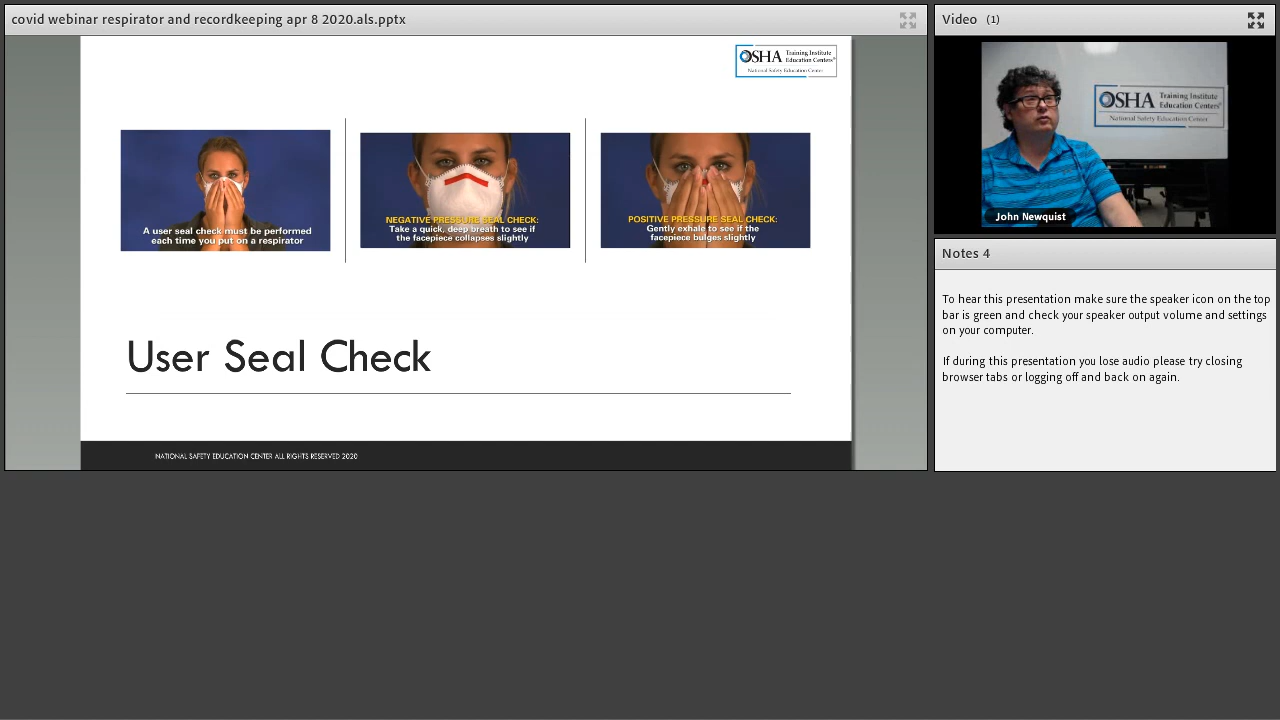 covid webinar respirator and recordkeeping apr 8 2020.als.pptx
OSHA Training Institute
Education Centers®
National Safety Education Center
A user seal check must be performed
each time you put on a respirator
NEGATIVE PRESSURE SEAL CHECK:
Take a quick, deep breath to see if
the facepiece collapses slightly
POSITIVE PRESSURE SEAL CHECK:
Gently exhale to see if the
facepiece bulges slightly
User Seal Check
NATIONAL SAFETY EDUCATION CENTER ALL RIGHTS RESERVED 2020
Video (1)
OSHA Training Institute
Education Centers®
National Safety Education Center
John Newquist
Notes 4
To hear this presentation make sure the speaker icon on the top
bar is green and check your speaker output volume and settings
on your computer.
If during this presentation you lose audio please try closing
browser tabs or logging off and back on again.